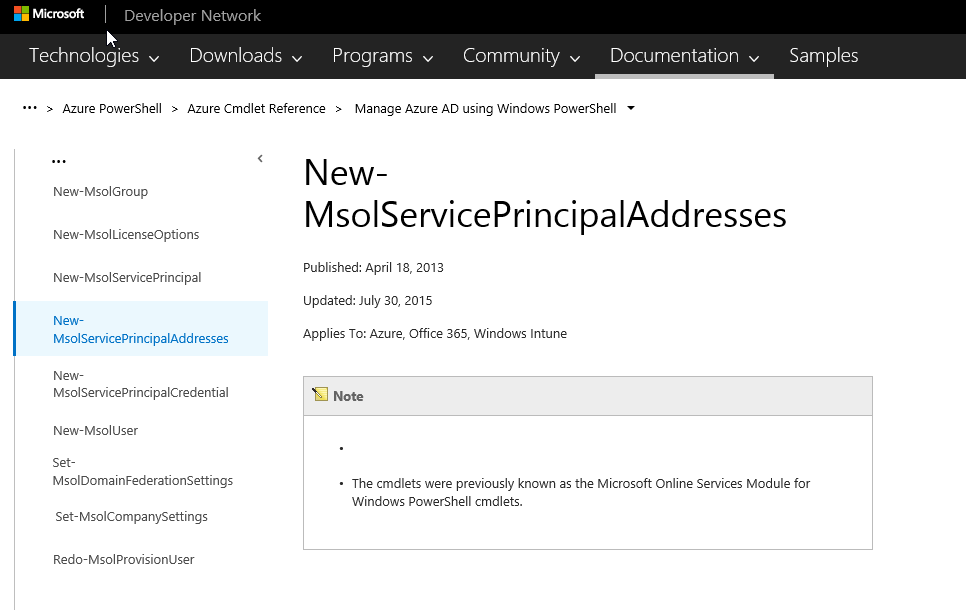 Microsoft Developer Network
Technologies Downloads Programs Community Documentation Samples
... > Azure PowerShell > Azure Cmdlet Reference > Manage Azure AD using Windows PowerShell
...
New-MsolGroup
New-MsolLicenseOptions
New-MsolServicePrincipal
New-
MsolServicePrincipalAddresses
New-
MsolServicePrincipalCredential
New-MsolUser
Set-
MsolDomainFederationSettings
Set-MsolCompanySettings
Redo-MsolProvisionUser
New-
MsolServicePrincipalAddresses
Published: April 18, 2013
Updated: July 30, 2015
Applies To: Azure, Office 365, Windows Intune
Note
•
• The cmdlets were previously known as the Microsoft Online Services Module for
Windows PowerShell cmdlets.